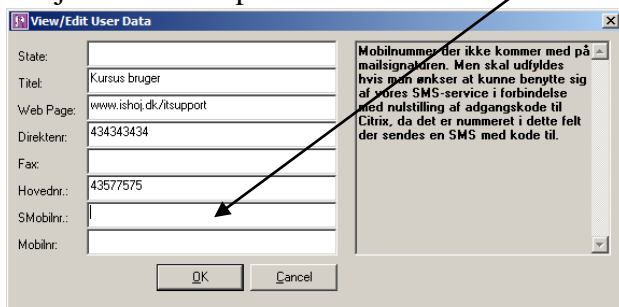 View/Edit User Data
State:
Titel: Kursus bruger
Web Page: www.ishoj.dk/itsupport
Direktenr: 434343434
Fax:
Hovednr.: 43577575
SMobilnr.:
Mobilnr:
OK Cancel
Mobilnummer der ikke kommer med på
mailsignaturen. Men skal udfyldes
hvis man ønkser at kunne benytte sig
af vores SMS-service i forbindelse
med nulstilling af adgangskode til
Citrix, da det er nummeret i dette felt
der sendes en SMS med kode til.